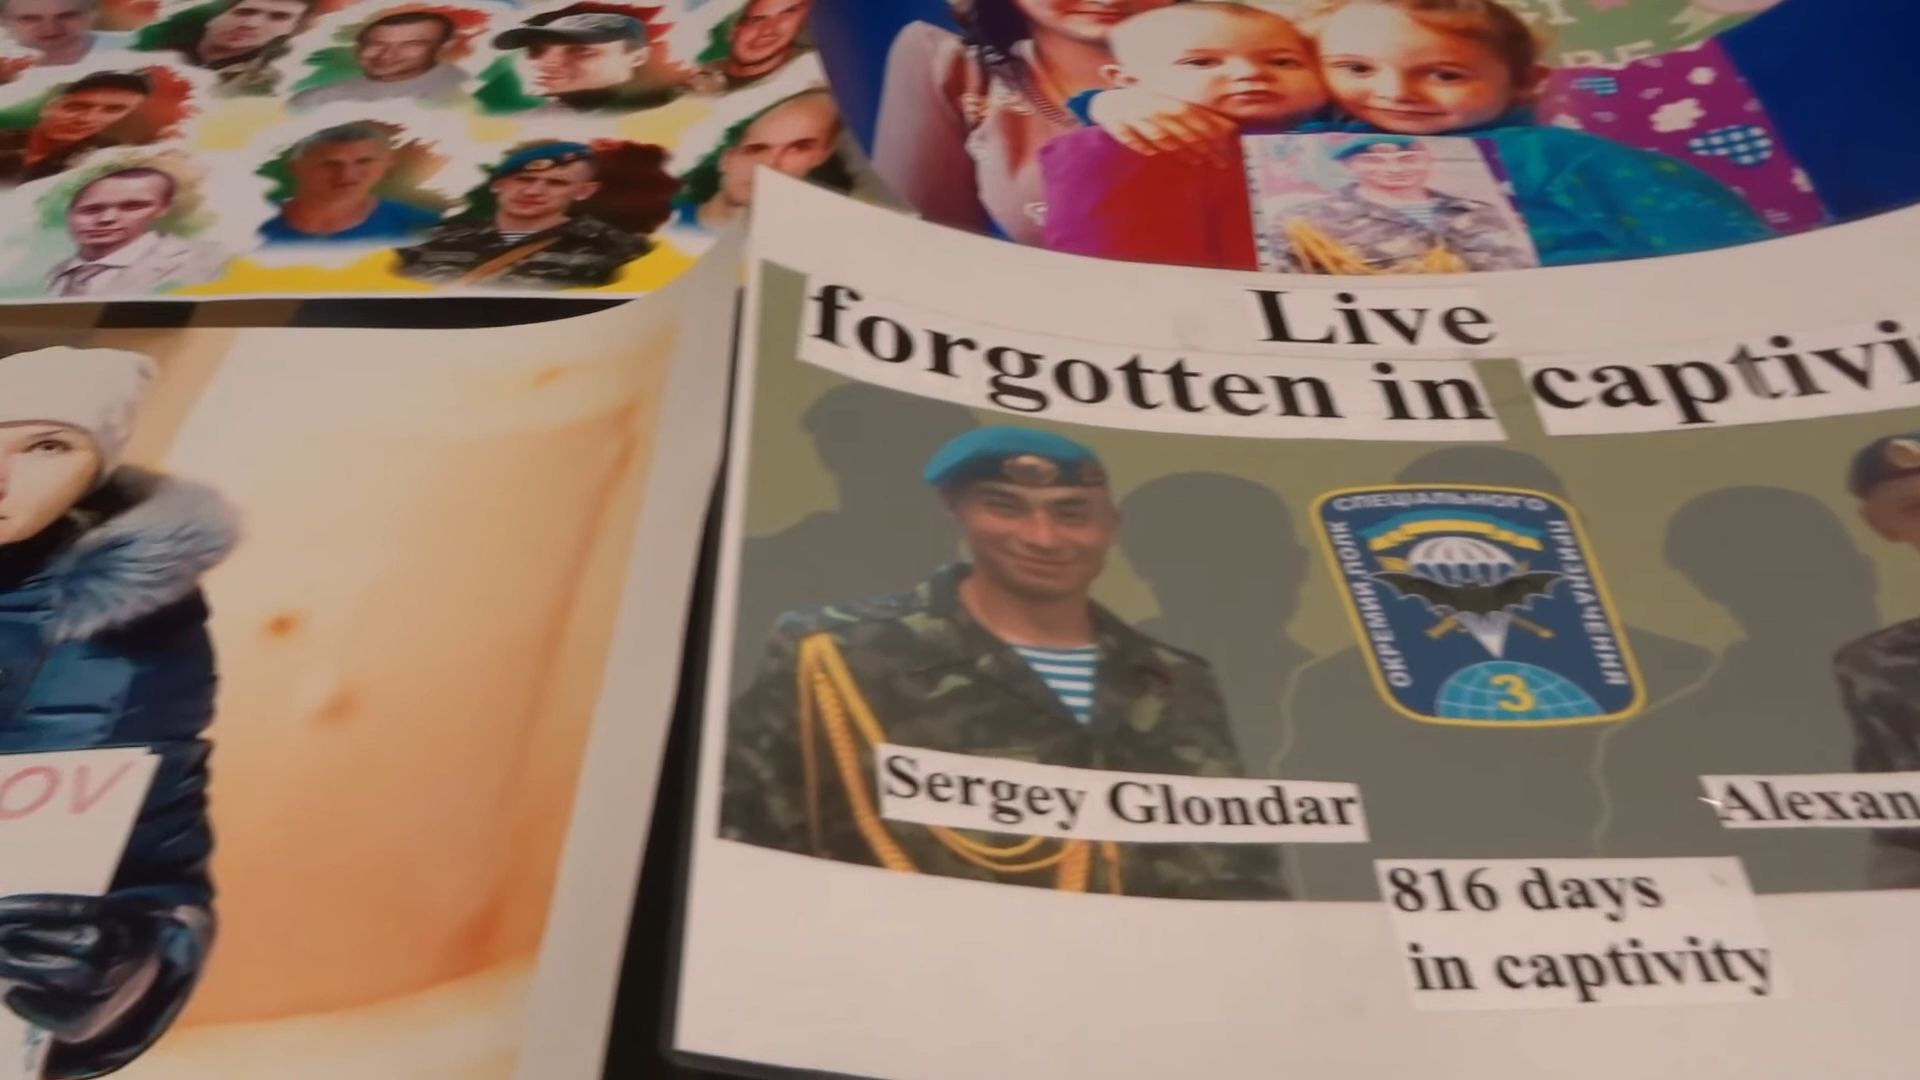 Live
forgotten in captivi
СПЕЦІАЛЬНОГО
ОКРЕМИЙ ПОЛК
ПРИЗНАЧЕННЯ
3
Sergey Glondar
Alexan
816 days
in captivity
OV